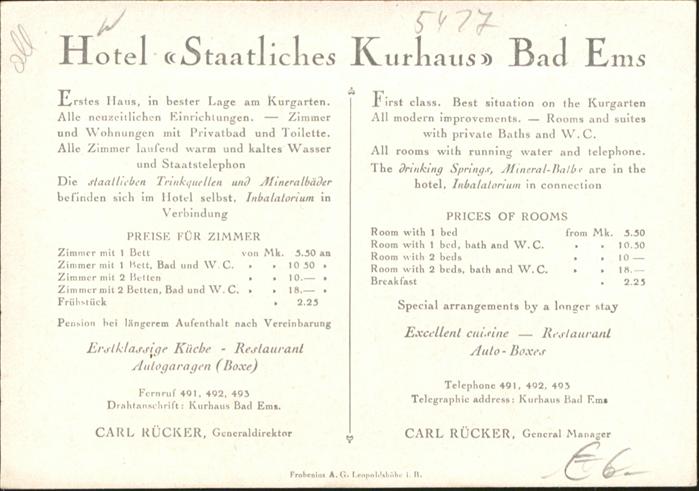 5477
Hotel «Staatliches Kurhaus» Bad Ems
Erstes Haus, in bester Lage am Kurgarten.
Alle neuzeitlichen Einrichtungen. — Zimmer
und Wohnungen mit Privatbad und Toilette.
Alle Zimmer laufend warm und kaltes Wasser
und Staatstelephon
Die staatlichen Trinkquellen und Mineralbäder
befinden sich im Hotel selbst, Inhalatorium in
Verbindung
PREISE FÜR ZIMMER
Zimmer mit 1 Bett von Mk. 5.50 an
Zimmer mit 1 Bett, Bad und W. C. " " 10 50 "
Zimmer mit 2 Betten " " 10.— "
Zimmer mit 2 Betten, Bad und W. C. " " 18.— "
Frühstück " 2.25
Pension bei längerem Aufenthalt nach Vereinbarung
Erstklassige Küche - Restaurant
Autogaragen (Boxe)
Fernruf 491, 492, 493
Drahtanschrift: Kurhaus Bad Ems.
CARL RÜCKER, Generaldirektor
First class. Best situation on the Kurgarten
All modern improvements. — Rooms and suites
with private Baths and W. C.
All rooms with running water and telephone.
The drinking Springs, Mineral-Baths are in the
hotel, Inhalatorium in connection
PRICES OF ROOMS
Room with 1 bed from Mk. 5.50
Room with 1 bed, bath and W. C. " " 10.50
Room with 2 beds " " 10 —
Room with 2 beds, bath and W. C. " " 18.—
Breakfast " 2.25
Special arrangements by a longer stay
Excellent cuisine — Restaurant
Auto-Boxes
Telephone 491, 492, 493
Telegraphic address: Kurhaus Bad Ems
CARL RÜCKER, General Manager
Frobenius A. G. Leopoldshöhe i. B.